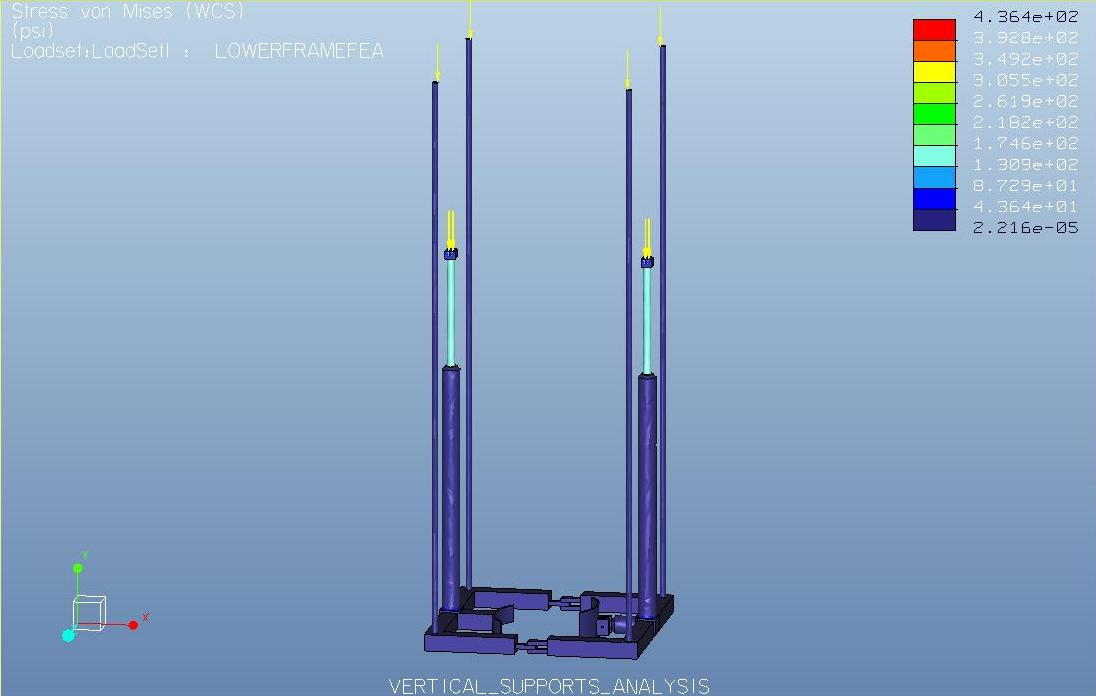 Stress von Mises (WCS)
(psi)
Loadset:LoadSet1 : LOWERFRAMEFEA
4.364e+02
3.928e+02
3.492e+02
3.055e+02
2.619e+02
2.182e+02
1.746e+02
1.309e+02
8.729e+01
4.364e+01
2.216e-05
Y
X
VERTICAL_SUPPORTS_ANALYSIS